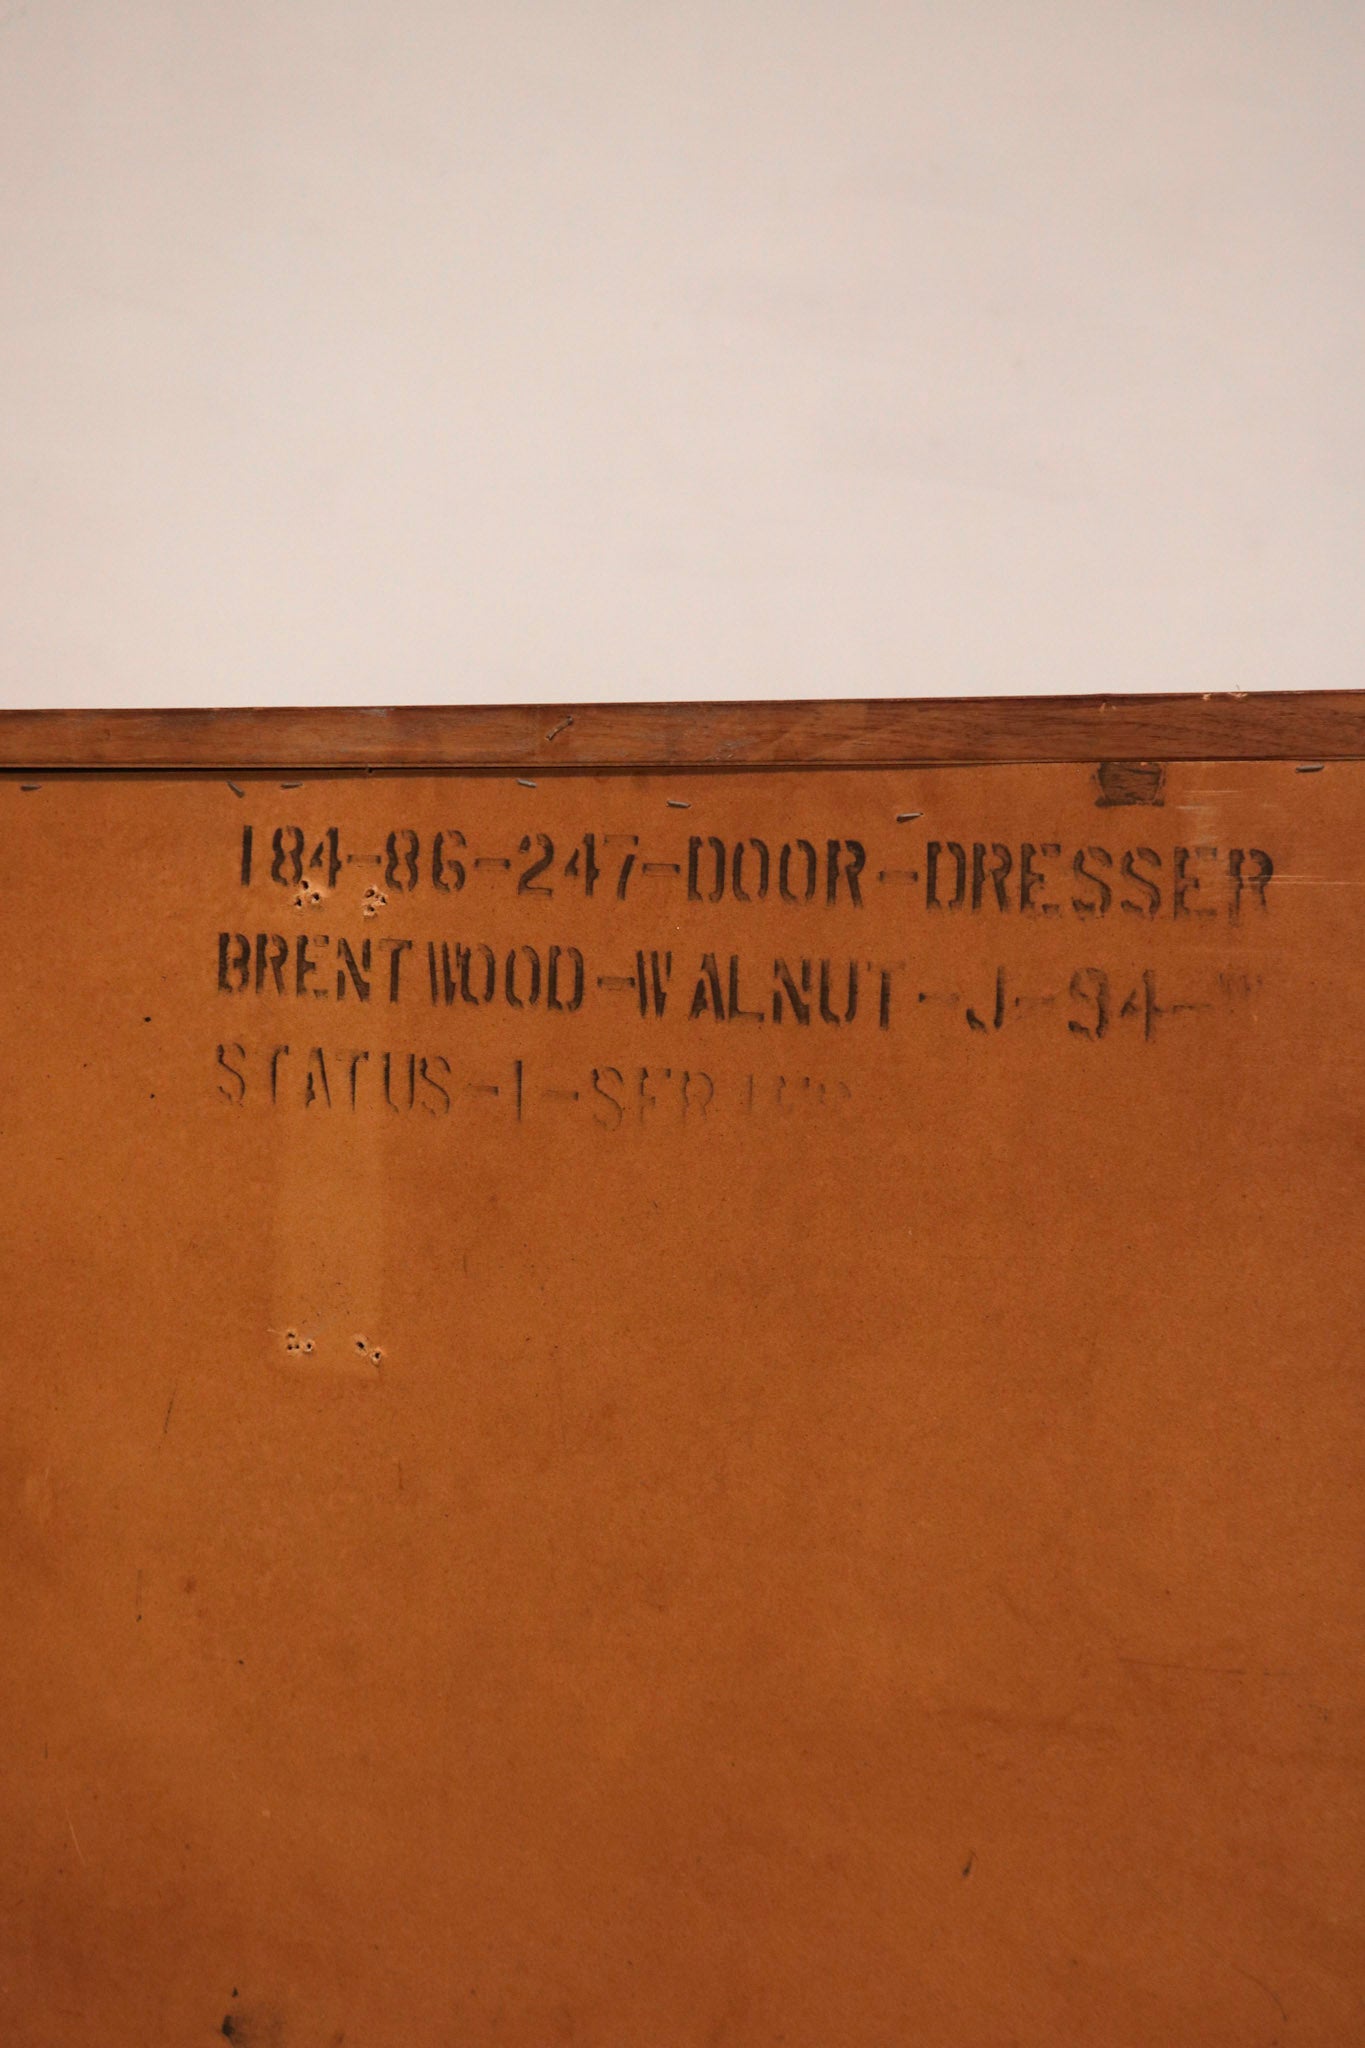 184-86-247-DOOR-DRESSER
BRENTWOOD-WALNUT-J-94-
STATUS-1-